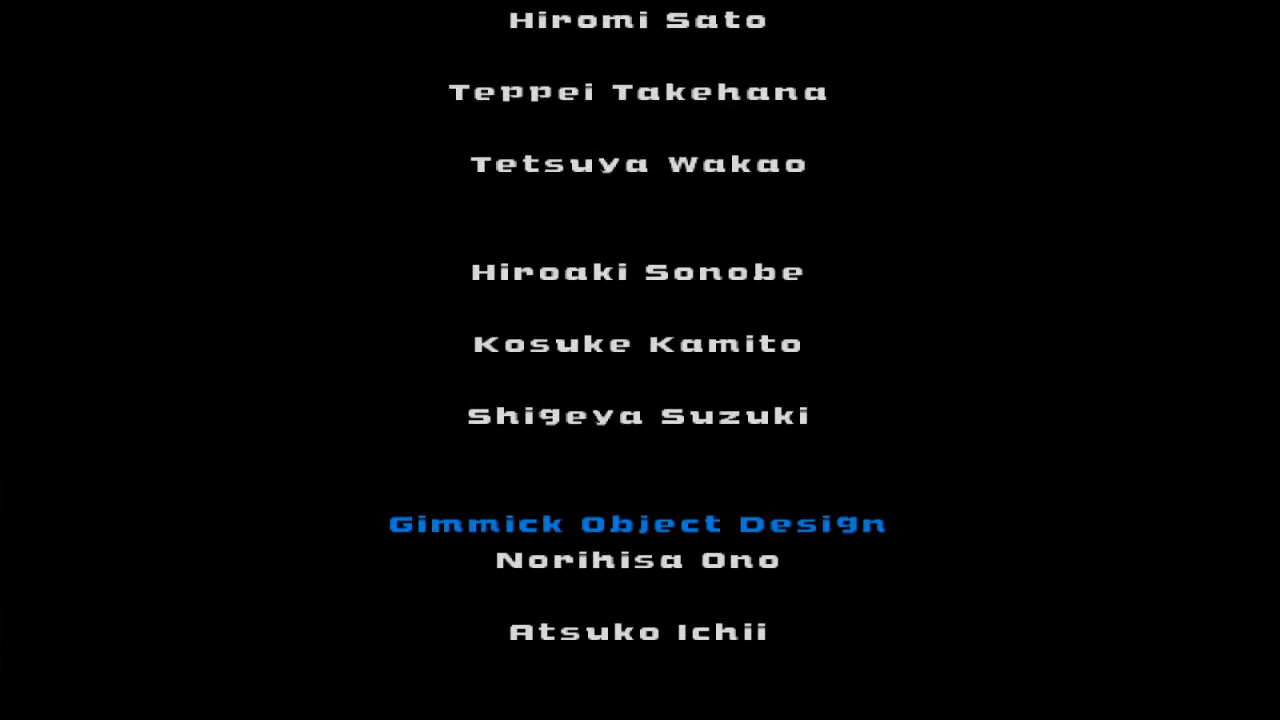 Hiromi Sato
Teppei Takehana
Tetsuya Wakao
Hiroaki Sonobe
Kosuke Kamito
Shigeya Suzuki
Gimmick Object Design
Norihisa Ono
Atsuko Ichii